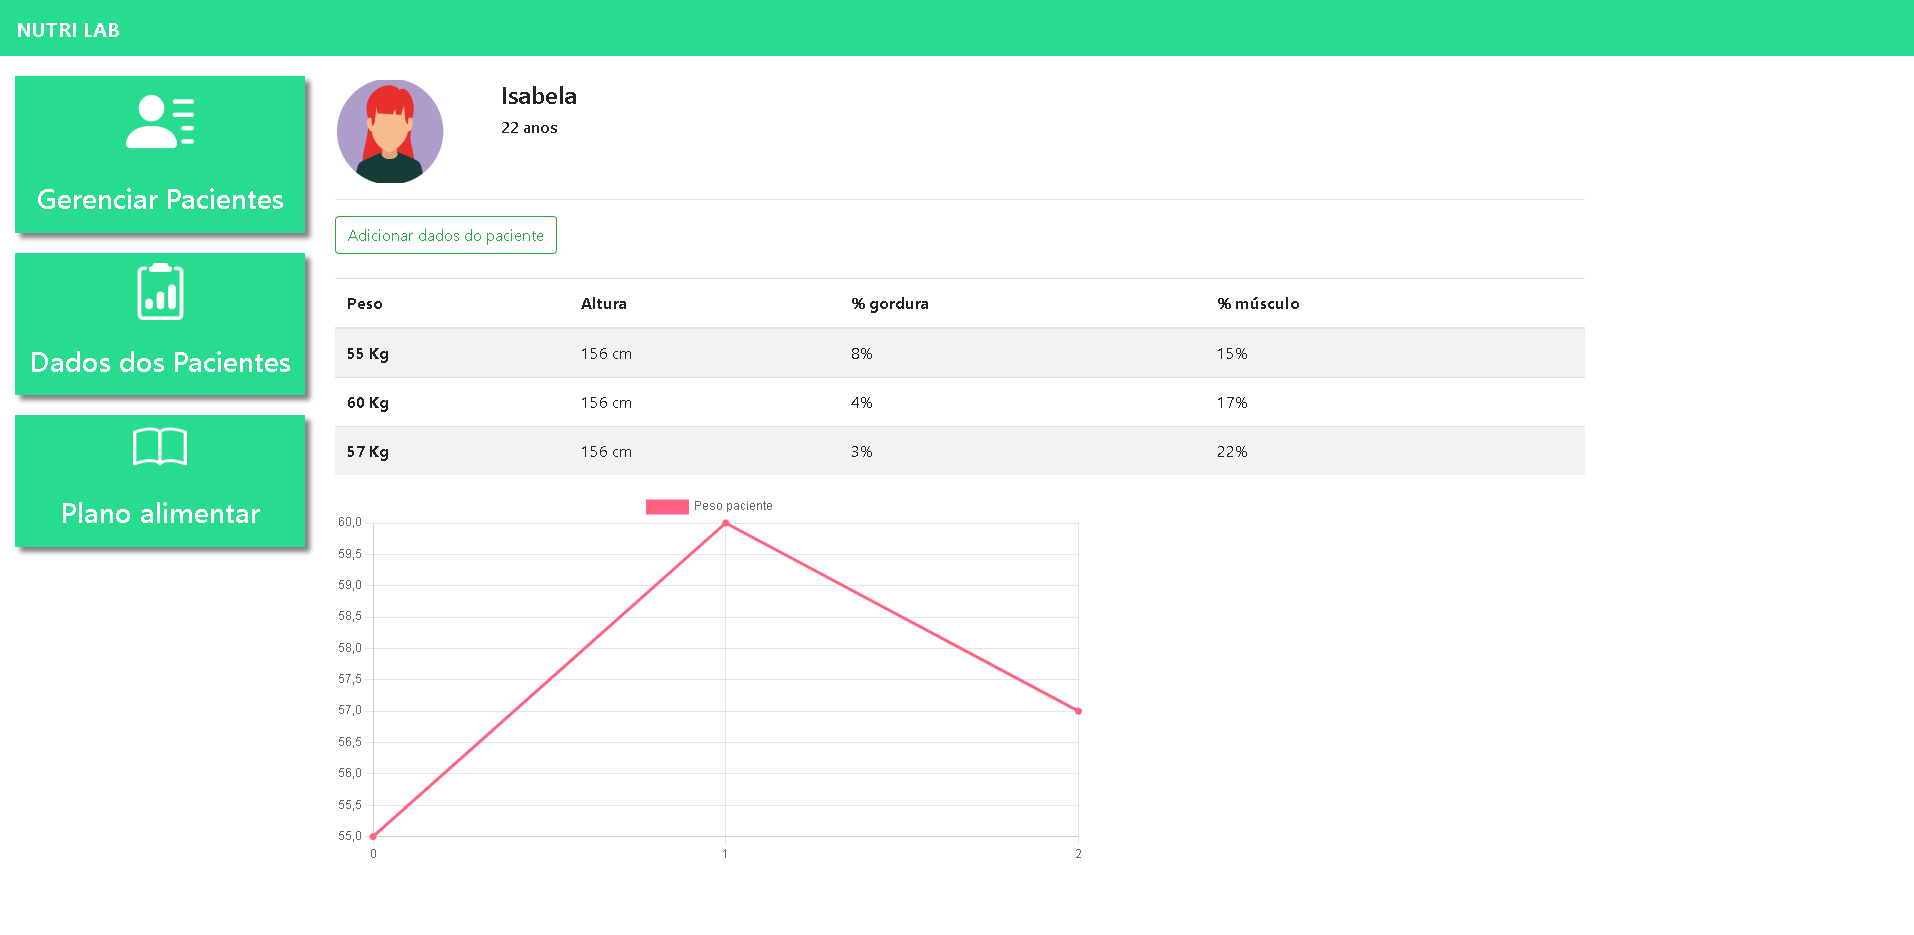 NUTRI LAB
Gerenciar Pacientes
Dados dos Pacientes
Plano alimentar
Isabela
22 anos
Adicionar dados do paciente
Peso Altura % gordura % músculo
55 Kg 156 cm 8% 15%
60 Kg 156 cm 4% 17%
57 Kg 156 cm 3% 22%
Peso paciente
60,0
59,5
59,0
58,5
58,0
57,5
57,0
56,5
56,0
55,5
55,0
0 1 2